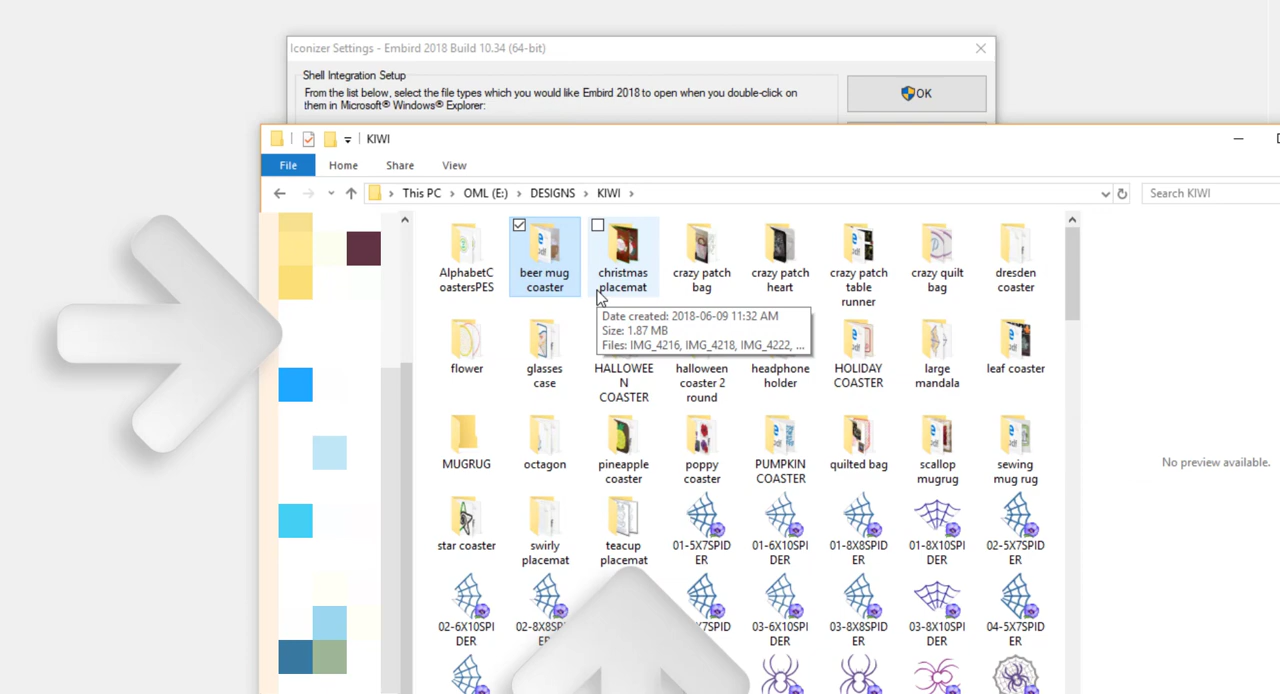 Iconizer Settings - Embird 2018 Build 10.34 (64-bit)
Shell Integration Setup
From the list below, select the file types which you would like Embird 2018 to open when you double-click on
them in Microsoft® Windows® Explorer:
OK
KIWI
File Home Share View
This PC > OML (E:) > DESIGNS > KIWI >
Search KIWI
AlphabetC
oastersPES
beer mug
coaster
christmas
placemat
crazy patch
bag
crazy patch
heart
crazy patch
table
runner
crazy quilt
bag
dresden
coaster
Date created: 2018-06-09 11:32 AM
Size: 1.87 MB
Files: IMG_4216, IMG_4218, IMG_4222, ...
flower
glasses
case
HALLOWEE
N
COASTER
halloween
coaster 2
round
headphone
holder
HOLIDAY
COASTER
large
mandala
leaf coaster
MUGRUG
octagon
pineapple
coaster
poppy
coaster
PUMPKIN
COASTER
quilted bag
scallop
mugrug
sewing
mug rug
No preview available.
star coaster
swirly
placemat
teacup
placemat
01-5X7SPID
ER
01-6X10SPI
DER
01-8X8SPID
ER
01-8X10SPI
DER
02-5X7SPID
ER
02-6X10SPI
DER
02-8X8S
X7SPID
ER
03-6X10SPI
DER
03-8X8SPID
ER
03-8X10SPI
DER
04-5X7SPID
ER